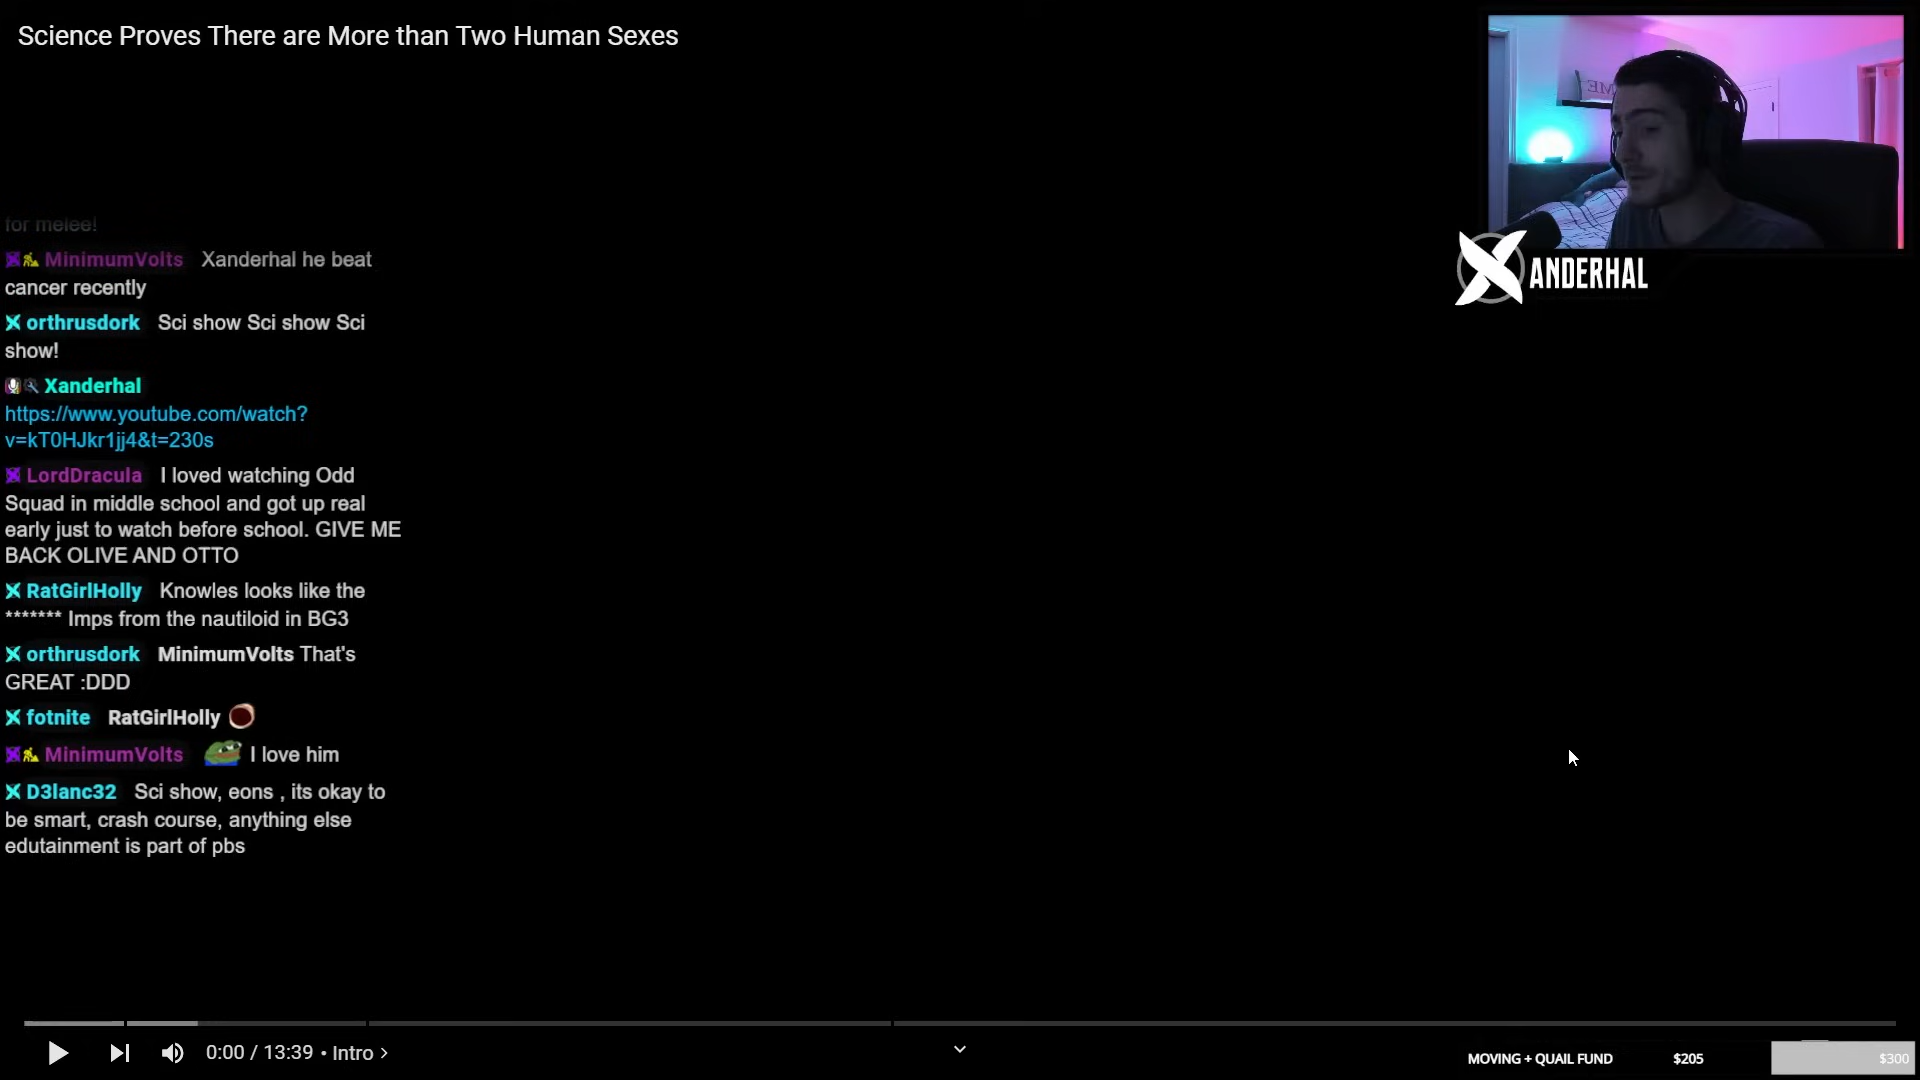 Science Proves There are More than Two Human Sexes
for melee!
MinimumVolts Xanderhal he beat
cancer recently
orthrusdork Sci show Sci show Sci
show!
Xanderhal
https://www.youtube.com/watch?
v=kT0HJkr1jj4&t=230s
LordDracula I loved watching Odd
Squad in middle school and got up real
early just to watch before school. GIVE ME
BACK OLIVE AND OTTO
RatGirlHolly Knowles looks like the
******* Imps from the nautiloid in BG3
orthrusdork MinimumVolts That's
GREAT :DDD
fotnite RatGirlHolly
MinimumVolts I love him
D3lanc32 Sci show, eons , its okay to
be smart, crash course, anything else
edutainment is part of pbs
XANDERHAL
0:00 / 13:39 • Intro >
MOVING + QUAIL FUND $205 $300